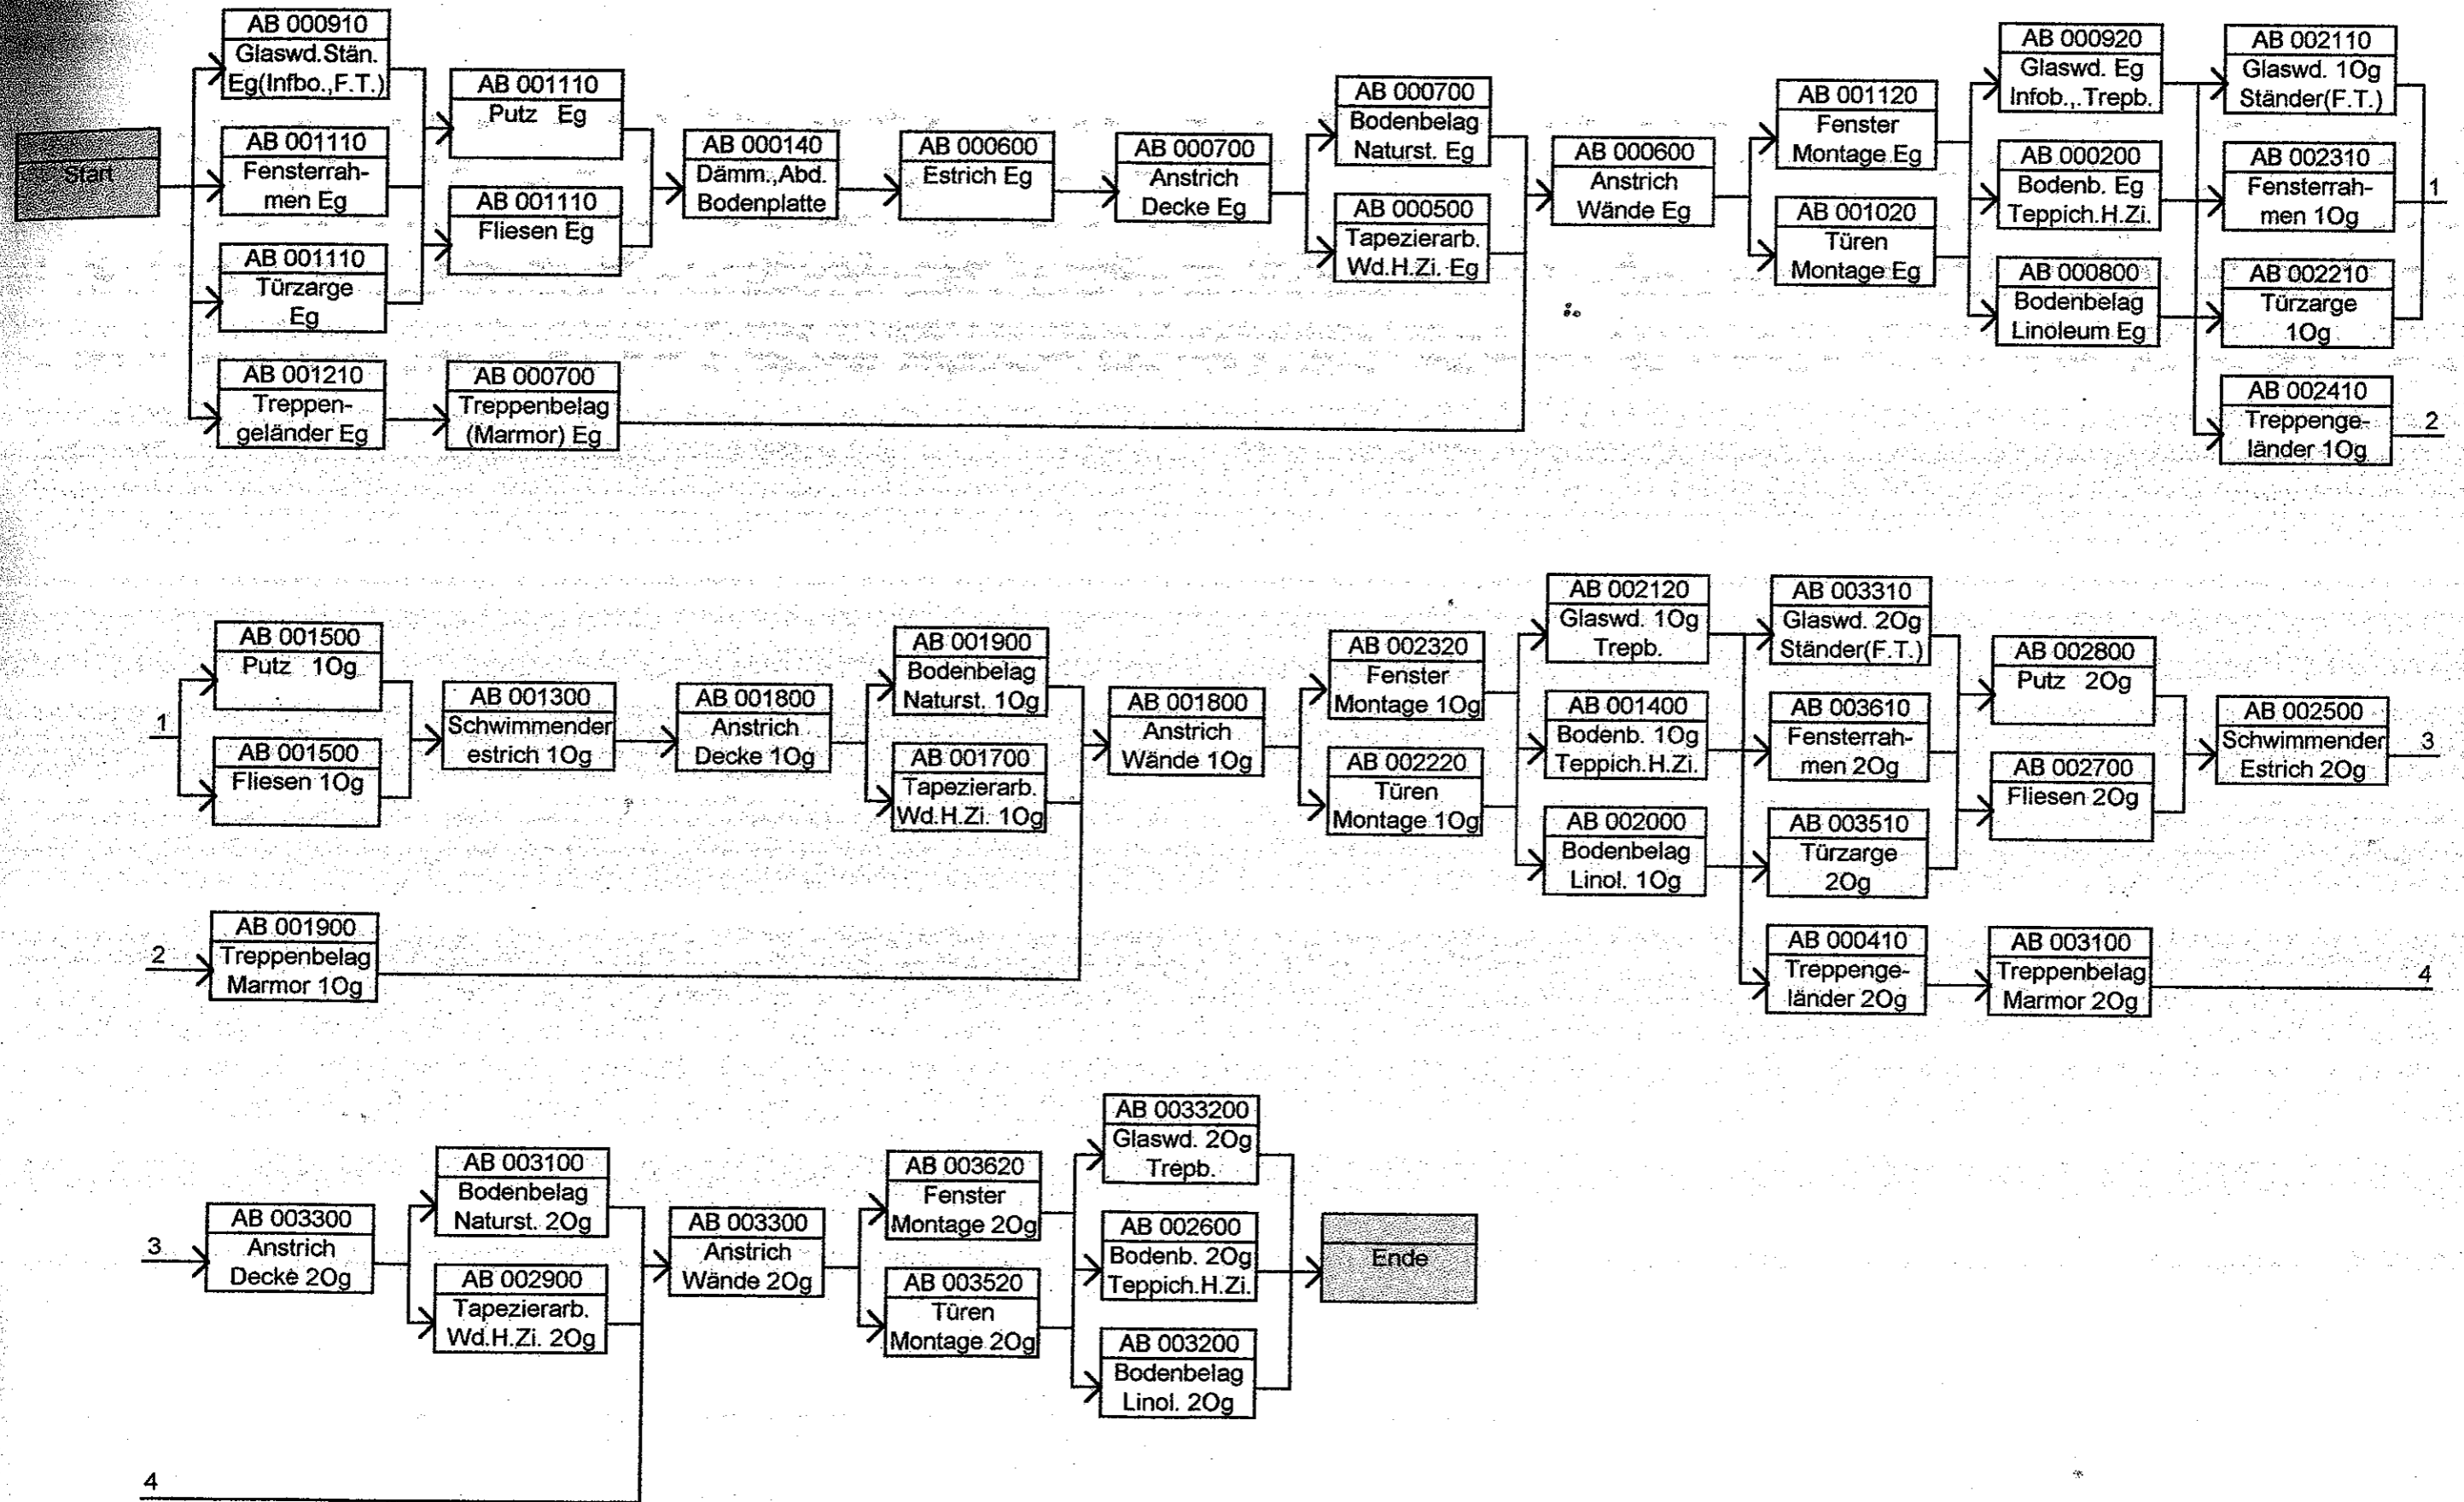 Start
AB 000910
Glaswd.Stän.
Eg(Infbo.,F.T.)
AB 001110
Fensterrah-
men Eg
AB 001110
Türzarge
Eg
AB 001210
Treppen-
geländer Eg
AB 001110
Putz Eg
AB 001110
Fliesen Eg
AB 000700
Treppenbelag
(Marmor) Eg
AB 000140
Dämm.,Abd.
Bodenplatte
AB 000600
Estrich Eg
AB 000700
Anstrich
Decke Eg
AB 000700
Bodenbelag
Naturst. Eg
AB 000500
Tapezierarb.
Wd.H.Zi. Eg
AB 000600
Anstrich
Wände Eg
AB 001120
Fenster
Montage Eg
AB 001020
Türen
Montage Eg
AB 000920
Glaswd. Eg
Infob.,.Trepb.
AB 000200
Bodenb. Eg
Teppich.H.Zi.
AB 000800
Bodenbelag
Linoleum Eg
AB 002110
Glaswd. 1Og
Ständer(F.T.)
AB 002310
Fensterrah-
men 1Og
AB 002210
Türzarge
1Og
AB 002410
Treppenge-
länder 1Og
1
2
1
AB 001500
Putz 1Og
AB 001500
Fliesen 1Og
2
AB 001900
Treppenbelag
Marmor 1Og
AB 001300
Schwimmender
estrich 1Og
AB 001800
Anstrich
Decke 1Og
AB 001900
Bodenbelag
Naturst. 1Og
AB 001700
Tapezierarb.
Wd.H.Zi. 1Og
AB 001800
Anstrich
Wände 1Og
AB 002320
Fenster
Montage 1Og
AB 002220
Türen
Montage 1Og
AB 002120
Glaswd. 1Og
Trepb.
AB 001400
Bodenb. 1Og
Teppich.H.Zi.
AB 002000
Bodenbelag
Linol. 1Og
AB 003310
Glaswd. 2Og
Ständer(F.T.)
AB 003610
Fensterrah-
men 2Og
AB 003510
Türzarge
2Og
AB 000410
Treppenge-
länder 2Og
AB 002800
Putz 2Og
AB 002700
Fliesen 2Og
AB 003100
Treppenbelag
Marmor 2Og
AB 002500
Schwimmender
Estrich 2Og
3
4
3
AB 003300
Anstrich
Decke 2Og
AB 003100
Bodenbelag
Naturst. 2Og
AB 002900
Tapezierarb.
Wd.H.Zi. 2Og
AB 003300
Anstrich
Wände 2Og
AB 003620
Fenster
Montage 2Og
AB 003520
Türen
Montage 2Og
AB 0033200
Glaswd. 2Og
Trepb.
AB 002600
Bodenb. 2Og
Teppich.H.Zi.
AB 003200
Bodenbelag
Linol. 2Og
Ende
4